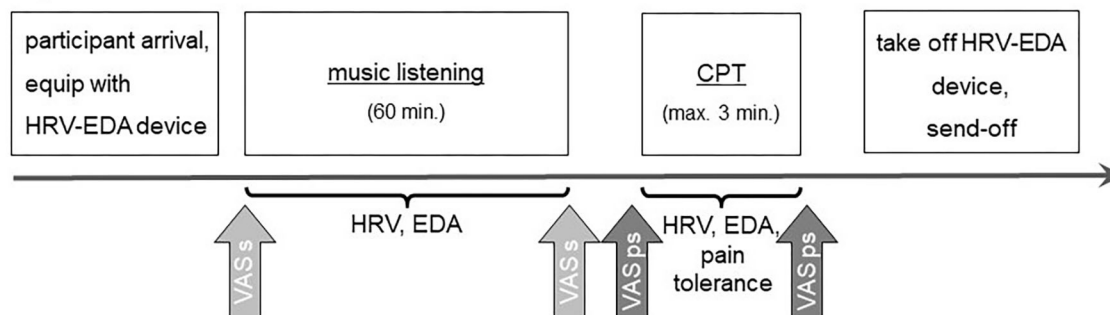 participant arrival,
equip with
HRV-EDA device
music listening
(60 min.)
CPT
(max. 3 min.)
take off HRV-EDA
device,
send-off
HRV, EDA
HRV, EDA,
pain
tolerance
VAS s
VAS s
VAS ps
VAS ps